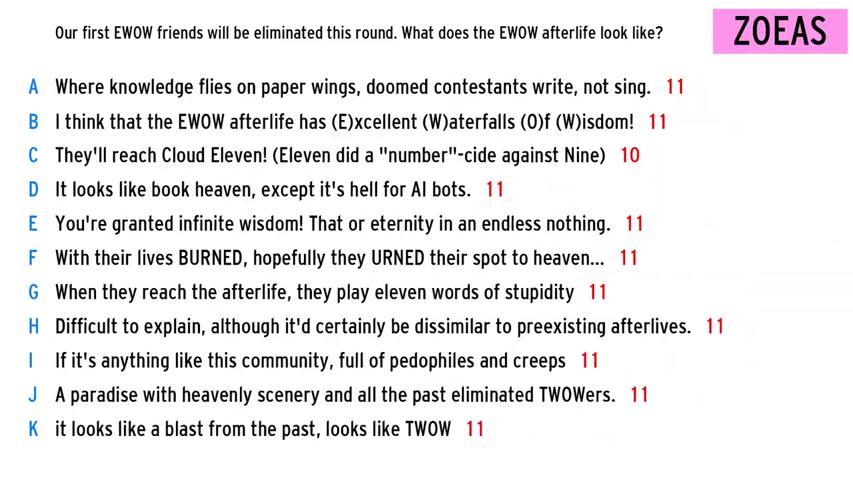 Our first EWOW friends will be eliminated this round. What does the EWOW afterlife look like?
ZOEAS
A Where knowledge flies on paper wings, doomed contestants write, not sing. 11
B I think that the EWOW afterlife has (E)xcellent (W)aterfalls (O)f (W)isdom! 11
C They'll reach Cloud Eleven! (Eleven did a "number"-cide against Nine) 10
D It looks like book heaven, except it's hell for AI bots. 11
E You're granted infinite wisdom! That or eternity in an endless nothing. 11
F With their lives BURNED, hopefully they URNED their spot to heaven... 11
G When they reach the afterlife, they play eleven words of stupidity 11
H Difficult to explain, although it'd certainly be dissimilar to preexisting afterlives. 11
I If it's anything like this community, full of pedophiles and creeps 11
J A paradise with heavenly scenery and all the past eliminated TWOWers. 11
K it looks like a blast from the past, looks like TWOW 11